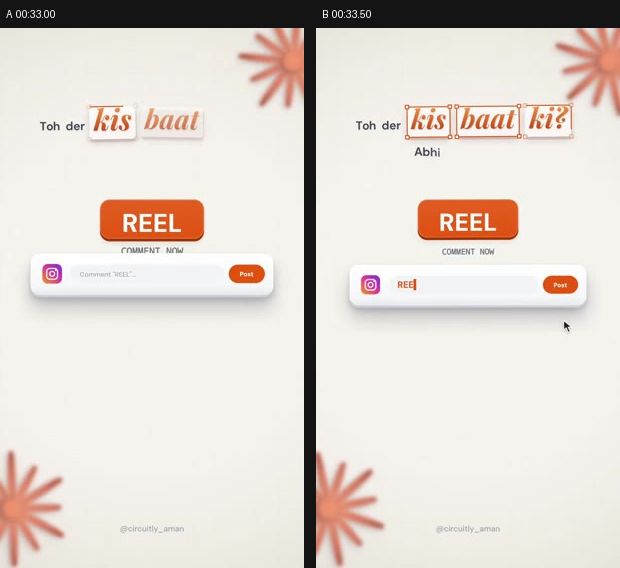 A 00:33.00
Toh der kis baat
REEL
COMMENT NOW
Comment "REEL"...
Post
@circuitly_aman
B 00:33.50
Toh der kis baat ki?
Abhi
REEL
COMMENT NOW
REE
Post
@circuitly_aman